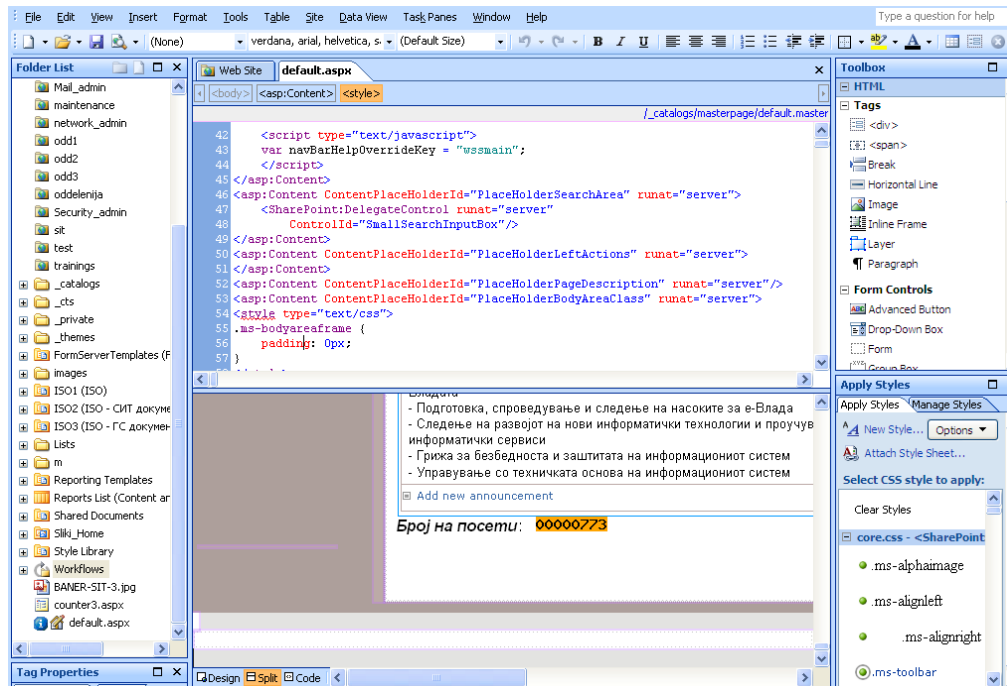 File Edit View Insert Format Tools Table Site Data View Task Panes Window Help
Type a question for help
(None) verdana, arial, helvetica, s (Default Size) B I U
Folder List
Mail_admin
maintenance
network_admin
odd1
odd2
odd3
oddelenija
Security_admin
sit
test
trainings
_catalogs
_cts
_private
_themes
FormServerTemplates (F
images
ISO1 (ISO)
ISO2 (ISO - СИТ докуме
ISO3 (ISO - ГС докумен
Lists
m
Reporting Templates
Reports List (Content ar
Shared Documents
Sliki_Home
Style Library
Workflows
BANER-SIT-3.jpg
counter3.aspx
default.aspx
Tag Properties
Web Site default.aspx
<body> <asp:Content> <style>
/_catalogs/masterpage/default.master
42 <script type="text/javascript">
43 var navBarHelpOverrideKey = "wssmain";
44 </script>
45 </asp:Content>
46 <asp:Content ContentPlaceHolderId="PlaceHolderSearchArea" runat="server">
47 <SharePoint:DelegateControl runat="server"
48 ControlId="SmallSearchInputBox"/>
49 </asp:Content>
50 <asp:Content ContentPlaceHolderId="PlaceHolderLeftActions" runat="server">
51 </asp:Content>
52 <asp:Content ContentPlaceHolderId="PlaceHolderPageDescription" runat="server"/>
53 <asp:Content ContentPlaceHolderId="PlaceHolderBodyAreaClass" runat="server">
54 <style type="text/css">
55 .ms-bodyareaframe {
56 padding: 0px;
57 }
Владата
- Подготовка, спроведување и следење на насоките за е-Влада
- Следење на развојот на нови информатички технологии и проучув
информатички сервиси
- Грижа за безбедноста и заштитата на информациониот систем
- Управување со техничката основа на информациониот систем
Add new announcement
Број на посети: 00000773
Design Split Code
Toolbox
HTML
Tags
<div>
<span>
Break
Horizontal Line
Image
Inline Frame
Layer
Paragraph
Form Controls
Advanced Button
Drop-Down Box
Form
Group Box
Apply Styles
Apply Styles Manage Styles
New Style... Options
Attach Style Sheet...
Select CSS style to apply:
Clear Styles
core.css - <SharePoint
.ms-alphaimage
.ms-alignleft
.ms-alignright
.ms-toolbar